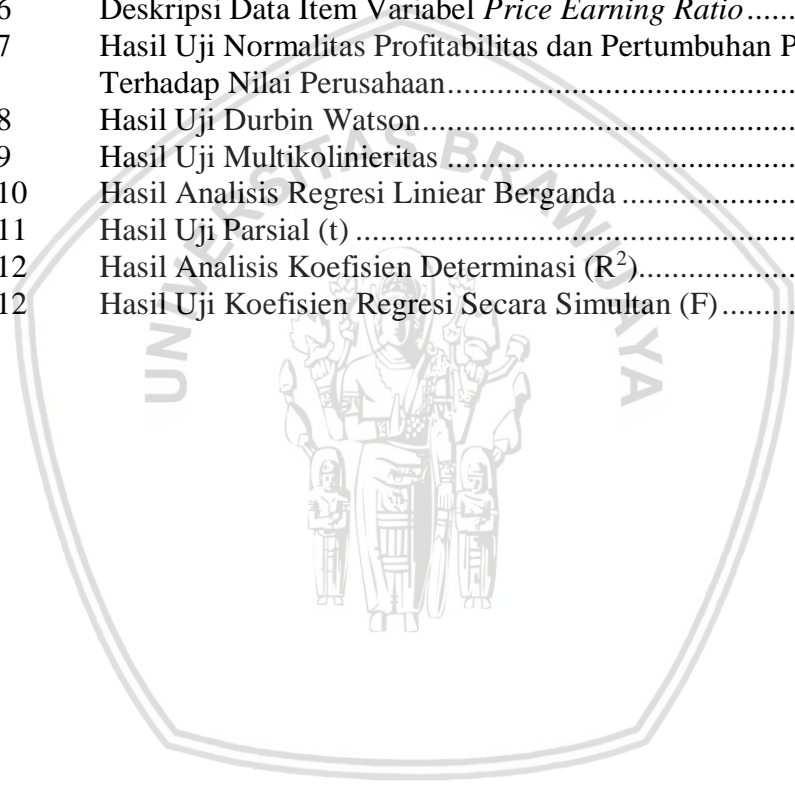 6 Deskripsi Data Item Variabel Price Earning Ratio..........
7 Hasil Uji Normalitas Profitabilitas dan Pertumbuhan P
Terhadap Nilai Perusahaan..........
8 Hasil Uji Durbin Watson..........
9 Hasil Uji Multikolinieritas..........
10 Hasil Analisis Regresi Liniear Berganda..........
11 Hasil Uji Parsial (t)..........
12 Hasil Analisis Koefisien Determinasi (R²)..........
12 Hasil Uji Koefisien Regresi Secara Simultan (F)..........
UNIVERSITAS BRAWIJAYA